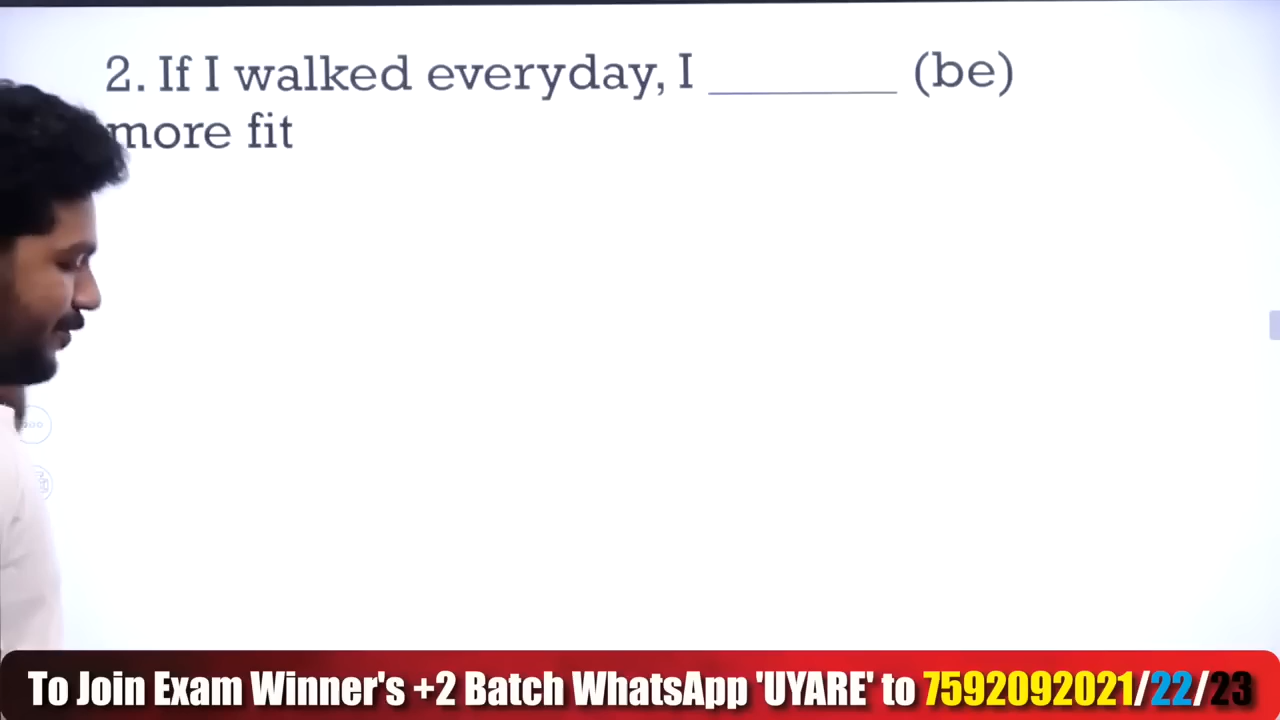 2. If I walked everyday, I ________ (be)
more fit
To Join Exam Winner's +2 Batch WhatsApp 'UYARE' to 7592092021/22/23